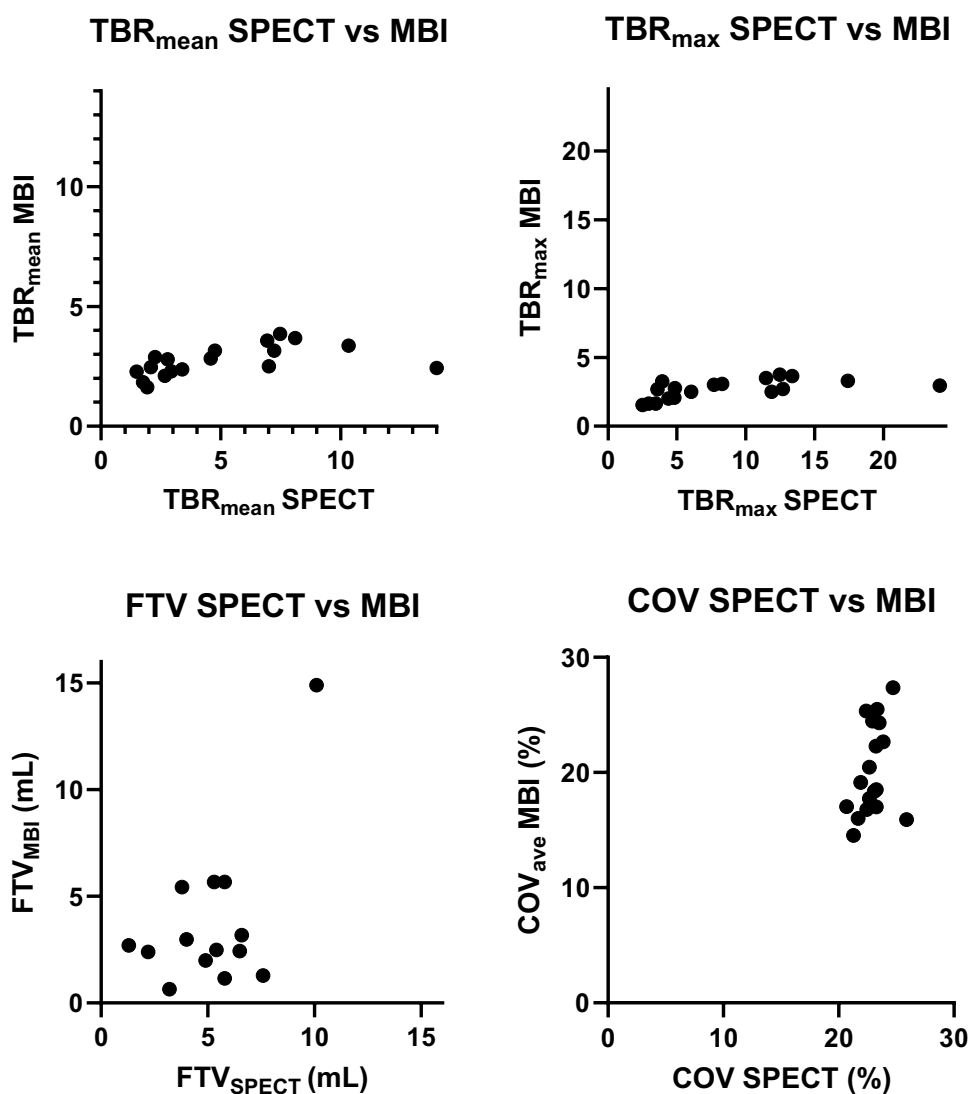 TBRmean SPECT vs MBI
TBRmean MBI
10
5
0
0 5 10
TBRmean SPECT
TBRmax SPECT vs MBI
TBRmax MBI
20
15
10
5
0
0 5 10 15 20
TBRmax SPECT
FTV SPECT vs MBI
FTVMBI (mL)
15
10
5
0
0 5 10 15
FTVSPECT (mL)
COV SPECT vs MBI
COVave MBI (%)
30
20
10
0
0 10 20 30
COV SPECT (%)